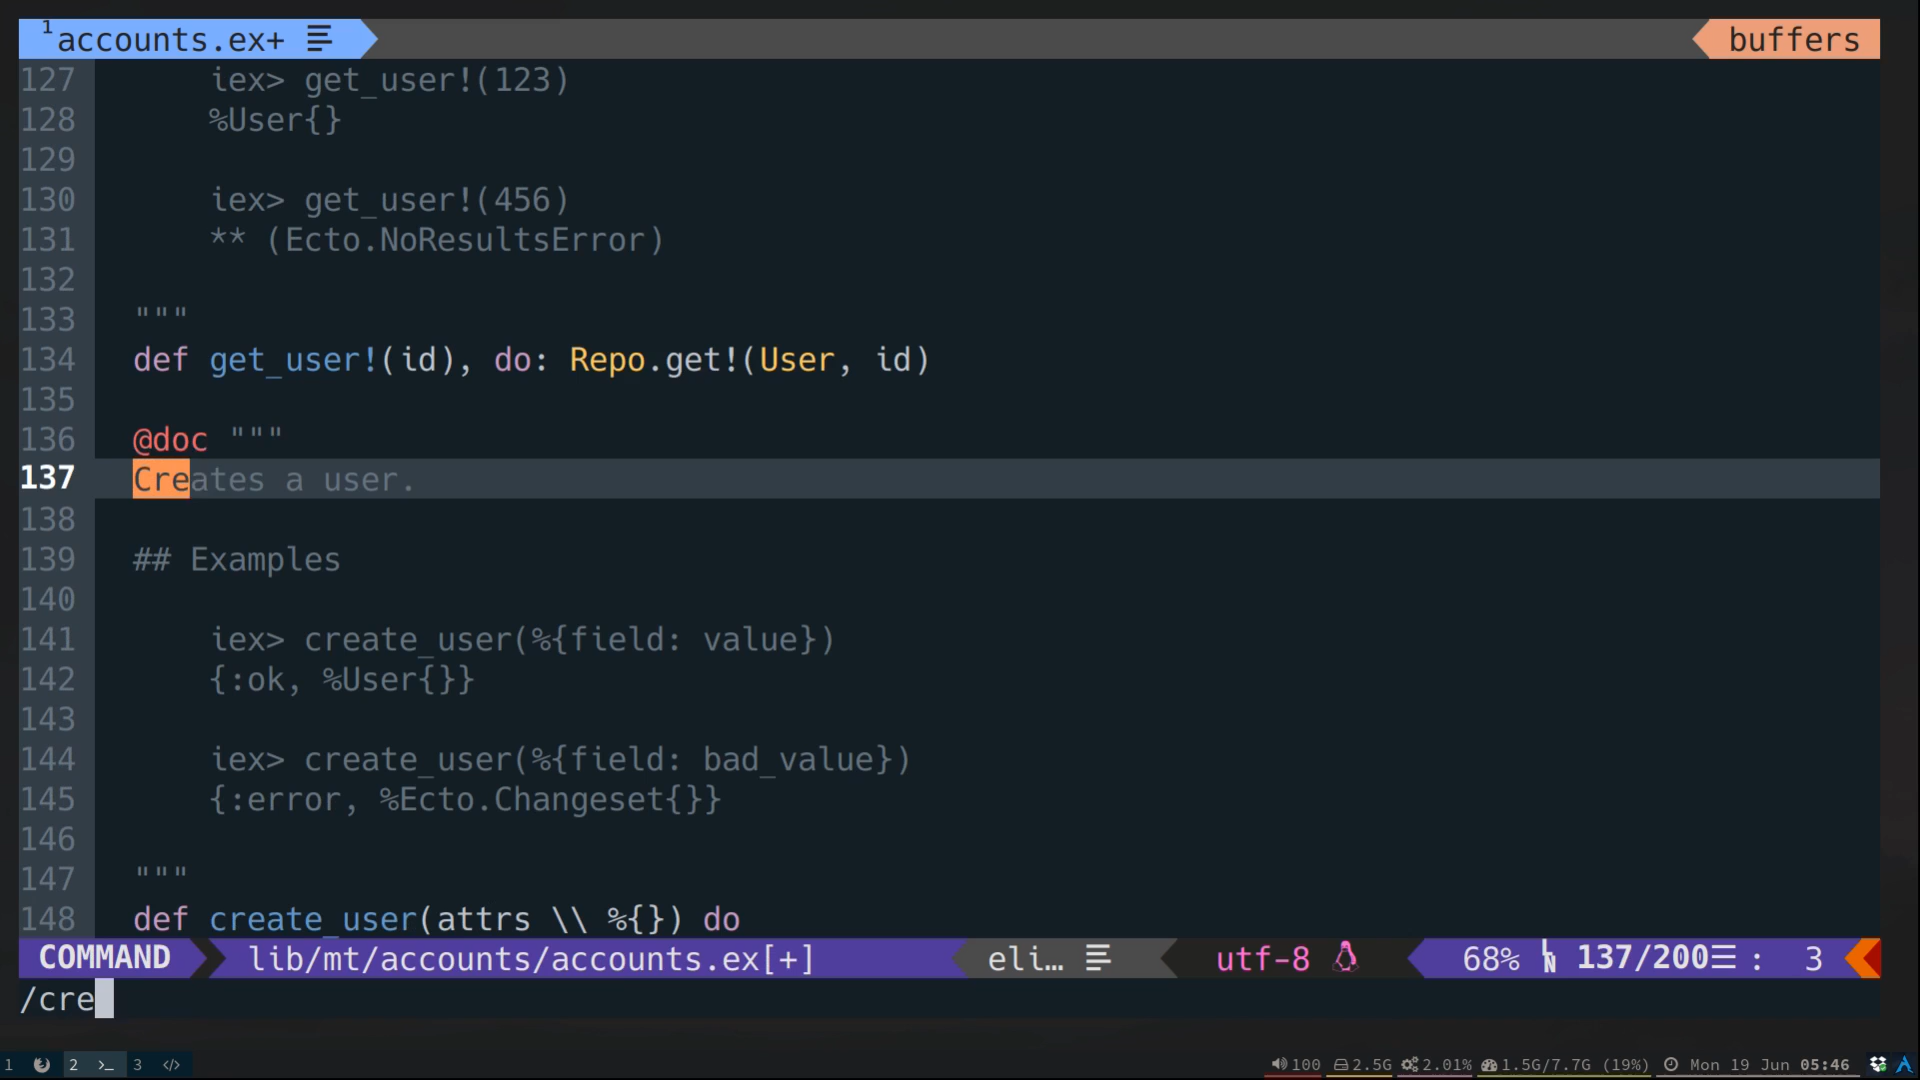 1 accounts.ex+ buffers
127 iex> get_user!(123)
128 %User{}
129
130 iex> get_user!(456)
131 ** (Ecto.NoResultsError)
132
133 """
134 def get_user!(id), do: Repo.get!(User, id)
135
136 @doc """
137 Creates a user.
138
139 ## Examples
140
141 iex> create_user(%{field: value})
142 {:ok, %User{}}
143
144 iex> create_user(%{field: bad_value})
145 {:error, %Ecto.Changeset{}}
146
147 """
148 def create_user(attrs \\ %{}) do
COMMAND lib/mt/accounts/accounts.ex[+] eli… utf-8 68% LN 137/200☰ : 3
/cre
1 2 >_ 3 </> 100 2.5G 2.01% 1.5G/7.7G (19%) Mon 19 Jun 05:46